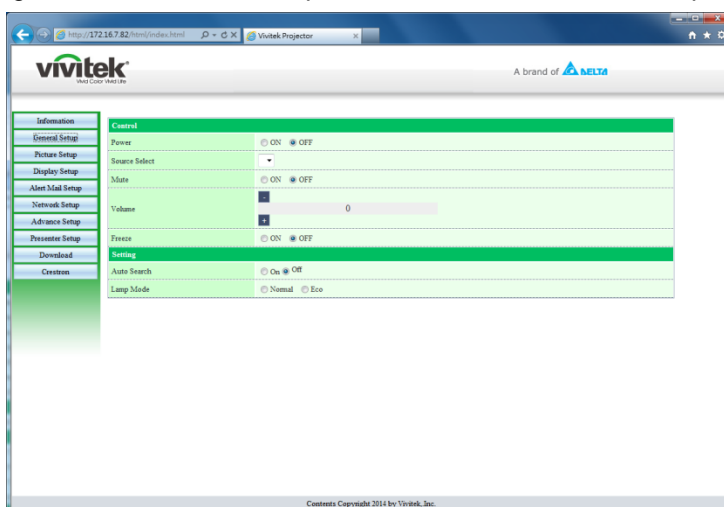 http://172.16.7.82/html/index.html
Vivitek Projector
vivitek
Vivid Color Vivid Life
A brand of DELTA
Information
General Setup
Picture Setup
Display Setup
Alert Mail Setup
Network Setup
Advance Setup
Presenter Setup
Download
Crestron
Control
Power ON OFF
Source Select
Mute ON OFF
Volume - 0 +
Freeze ON OFF
Setting
Auto Search On Off
Lamp Mode Normal Eco
Contents Copyright 2014 by Vivitek, Inc.